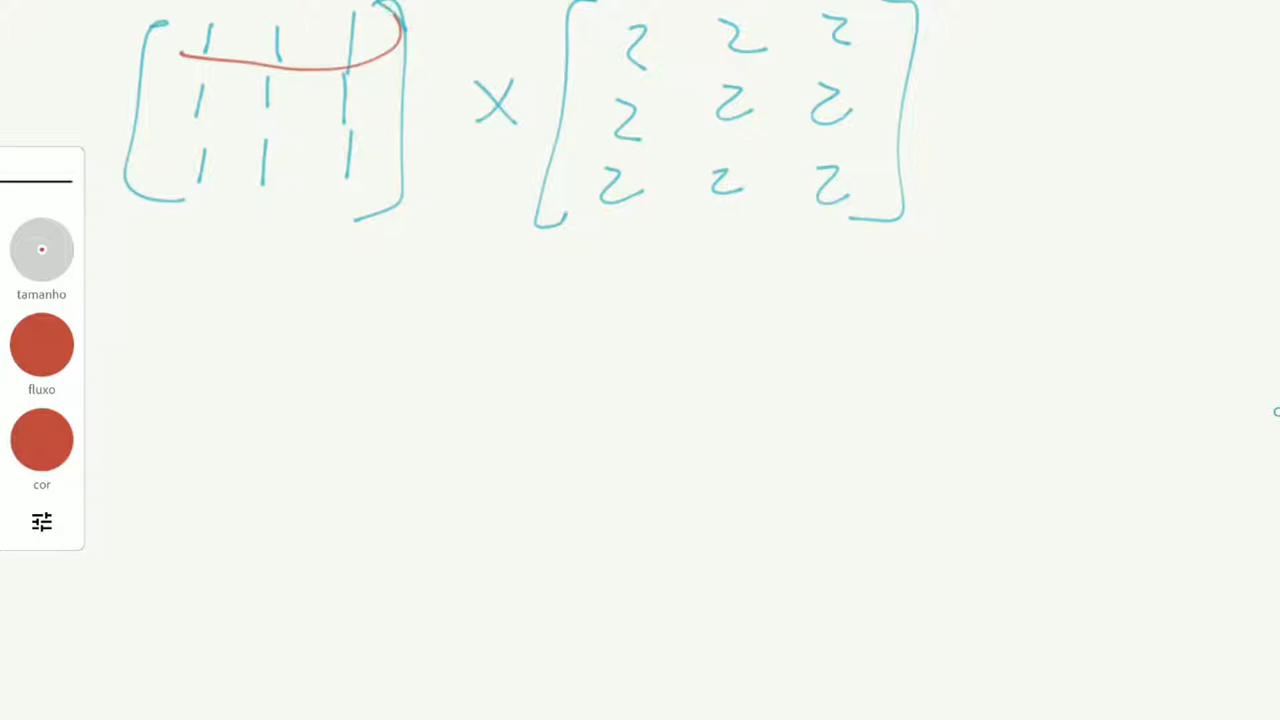 1 1 1 2 2 2
1 1 1 × 2 2 2
1 1 1 2 2 2
tamanho
fluxo
cor